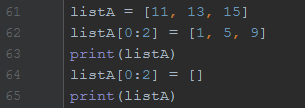 61 listA = [11, 13, 15]
62 listA[0:2] = [1, 5, 9]
63 print(listA)
64 listA[0:2] = []
65 print(listA)